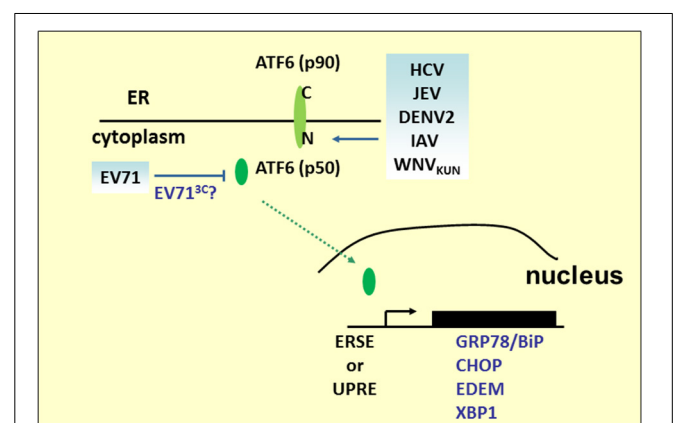 ATF6 (p90)
HCV
JEV
DENV2
IAV
WNVKUN
C
ER
cytoplasm
N
ATF6 (p50)
EV71
EV713C?
nucleus
ERSE
or
UPRE
GRP78/BiP
CHOP
EDEM
XBP1